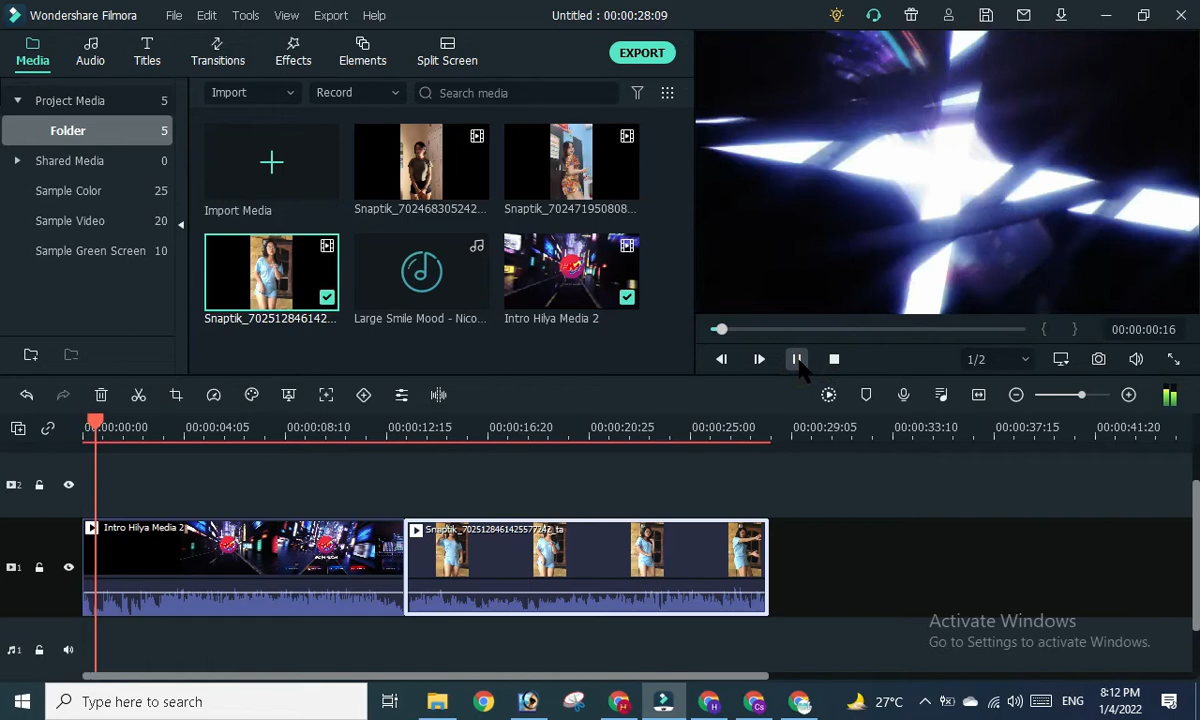 Wondershare Filmora File Edit Tools View Export Help Untitled : 00:00:28:09
Media Audio Titles Transitions Effects Elements Split Screen EXPORT
Import Record Search media
Project Media 5
Folder 5
Shared Media 0
Sample Color 25
Sample Video 20
Sample Green Screen 10
Import Media
Snaptik_702468305242...
Snaptik_702471950808...
Snaptik_702512846142...
Large Smile Mood - Nico...
Intro Hilya Media 2
{ } 00:00:00:16
1/2
00:00:00:00 00:00:04:05 00:00:08:10 00:00:12:15 00:00:16:20 00:00:20:25 00:00:25:00 00:00:29:05 00:00:33:10 00:00:37:15 00:00:41:20
2
Intro Hilya Media 2
Snaptik_7025128461425577242_ta
1
Activate Windows
Go to Settings to activate Windows.
1
Type here to search
27°C
ENG
8:12 PM
1/4/2022